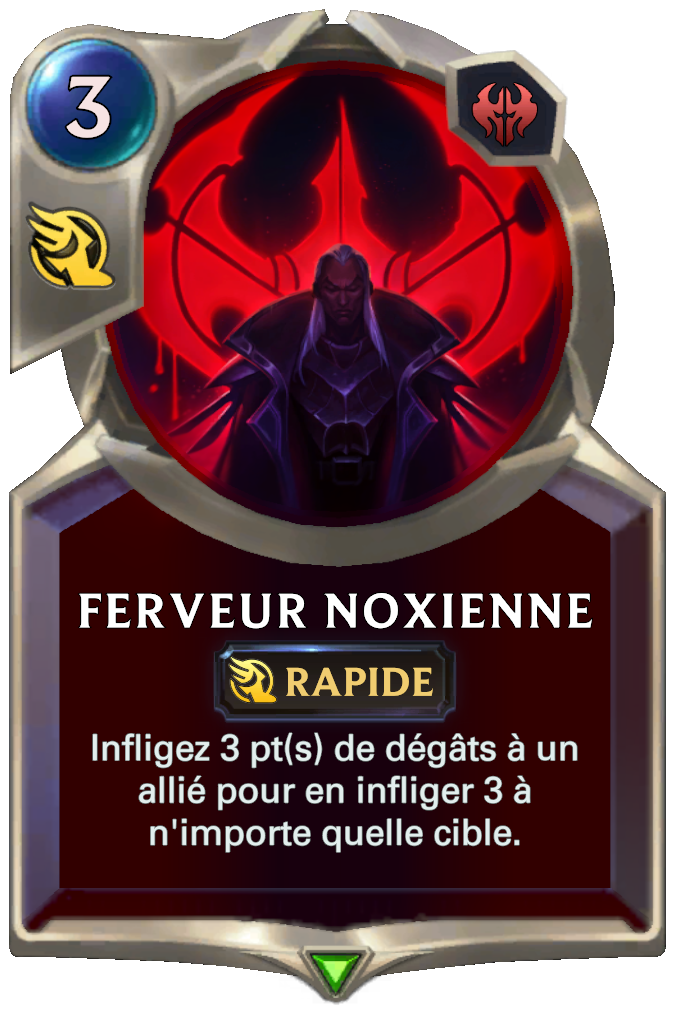 3
FERVEUR NOXIENNE
RAPIDE
Infligez 3 pt(s) de dégâts à un
allié pour en infliger 3 à
n'importe quelle cible.